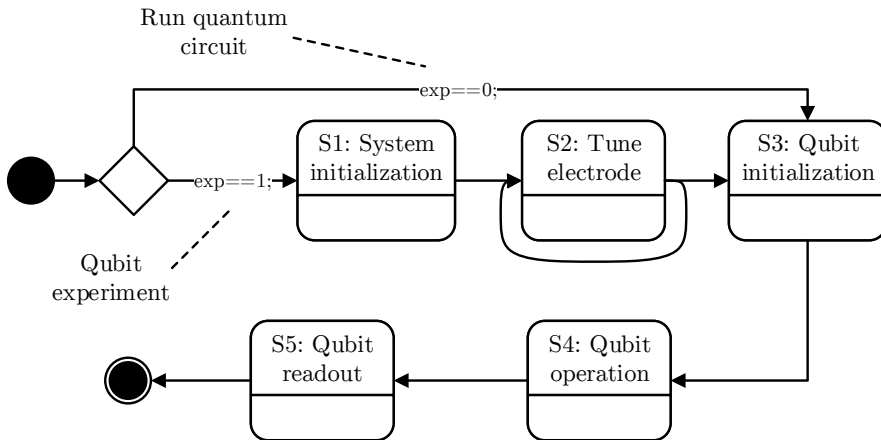 Run quantum
circuit
exp==0;
S1: System
initialization
S2: Tune
electrode
S3: Qubit
initialization
exp==1;
Qubit
experiment
S5: Qubit
readout
S4: Qubit
operation